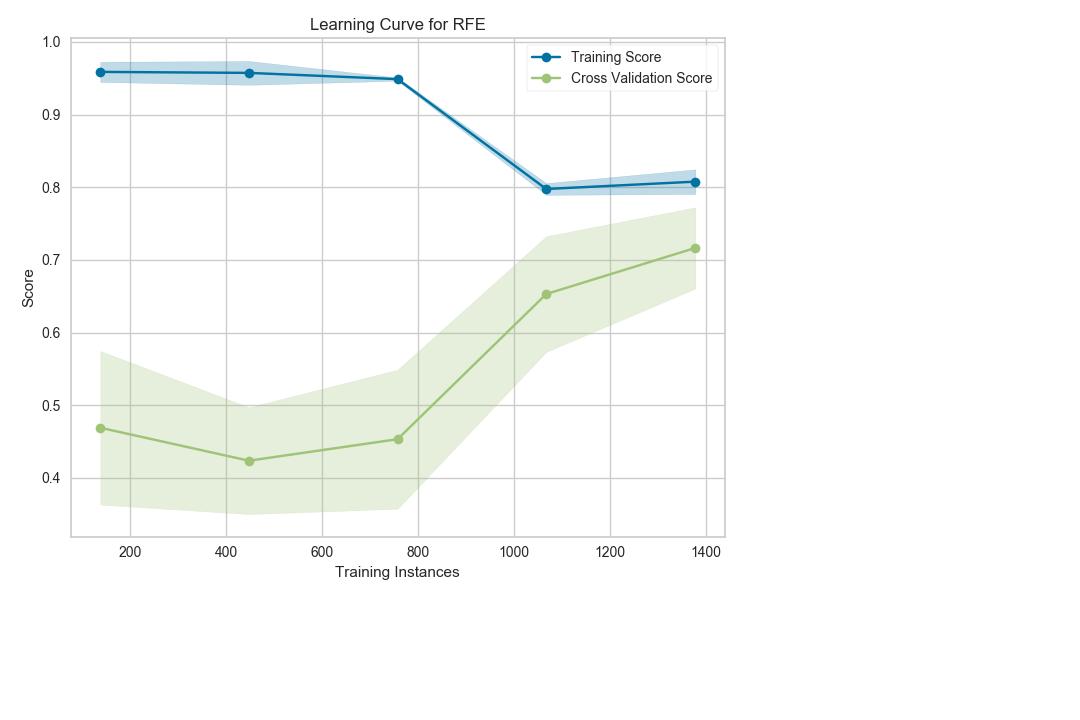 Learning Curve for RFE
1.0
0.9
0.8
0.7
0.6
0.5
0.4
Score
Training Score
Cross Validation Score
200 400 600 800 1000 1200 1400
Training Instances